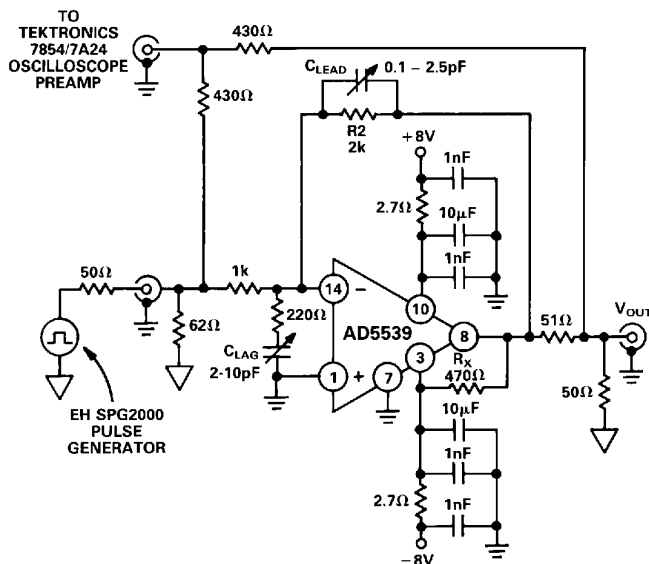 TO
TEKTRONICS
7854/7A24
OSCILLOSCOPE
PREAMP
430Ω
430Ω
CLEAD
0.1 – 2.5pF
R2
2k
+8V
1nF
2.7Ω
10μF
1nF
50Ω
1k
62Ω
220Ω
CLAG
2-10pF
14
–
1
+
AD5539
10
8
3
7
RX
470Ω
51Ω
VOUT
50Ω
10μF
1nF
2.7Ω
1nF
–8V
EH SPG2000
PULSE
GENERATOR